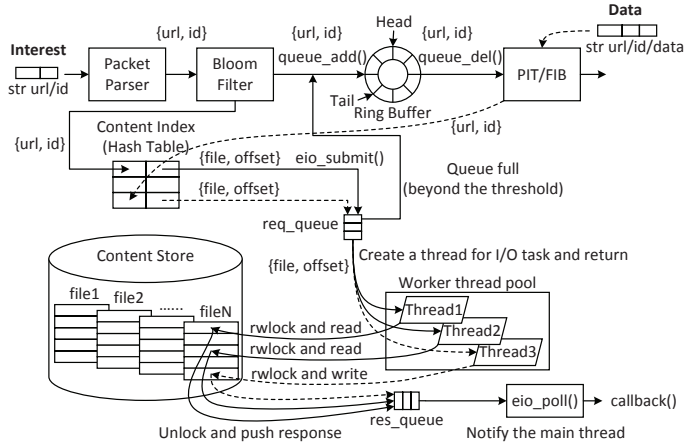 Data
Head
{url, id}
{url, id}
{url, id}
Interest
str url/id/data
queue_add()
queue_del()
Packet
Parser
Bloom
Filter
PIT/FIB
str url/id
Tail
Ring Buffer
Content Index
(Hash Table)
{url, id}
{url, id}
{file, offset}
eio_submit()
Queue full
(beyond the threshold)
{file, offset}
req_queue
Content Store
Create a thread for I/O task and return
{file, offset}
Worker thread pool
file1
file2
......
fileN
Thread1
rwlock and read
Thread2
rwlock and read
Thread3
rwlock and write
eio_poll()
callback()
res_queue
Unlock and push response
Notify the main thread